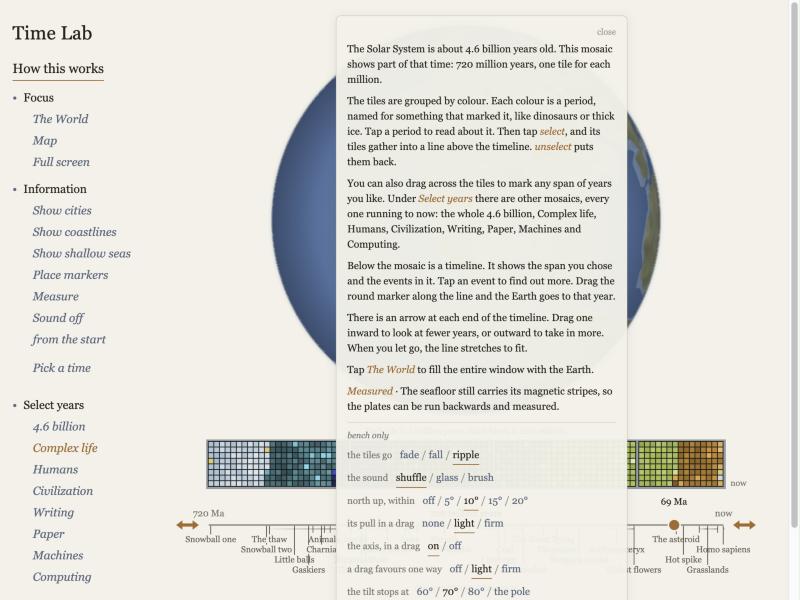 Time Lab
How this works
Focus
The World
Map
Full screen
Information
Show cities
Show coastlines
Show shallow seas
Place markers
Measure
Sound off
from the start
Pick a time
Select years
4.6 billion
Complex life
Humans
Civilization
Writing
Paper
Machines
Computing
close
The Solar System is about 4.6 billion years old. This mosaic
shows part of that time: 720 million years, one tile for each
million.
The tiles are grouped by colour. Each colour is a period,
named for something that marked it, like dinosaurs or thick
ice. Tap a period to read about it. Then tap select, and its
tiles gather into a line above the timeline. unselect puts
them back.
You can also drag across the tiles to mark any span of years
you like. Under Select years there are other mosaics, every
one running to now: the whole 4.6 billion, Complex life,
Humans, Civilization, Writing, Paper, Machines and
Computing.
Below the mosaic is a timeline. It shows the span you chose
and the events in it. Tap an event to find out more. Drag the
round marker along the line and the Earth goes to that year.
There is an arrow at each end of the timeline. Drag one
inward to look at fewer years, or outward to take in more.
When you let go, the line stretches to fit.
Tap The World to fill the entire window with the Earth.
Measured · The seafloor still carries its magnetic stripes, so
the plates can be run backwards and measured.
bench only
the tiles go fade / fall / ripple
the sound shuffle / glass / brush
north up, within off / 5° / 10° / 15° / 20°
its pull in a drag none / light / firm
the axis, in a drag on / off
a drag favours one way off / light / firm
the tilt stops at 60° / 70° / 80° / the pole
now
69 Ma
720 Ma
now
Snowball one
The thaw
Animal
Snowball two
Charnia
Little balls
Gaskiers
The asteroid
Homo sapiens
Hot spike
t flowers
Grasslands